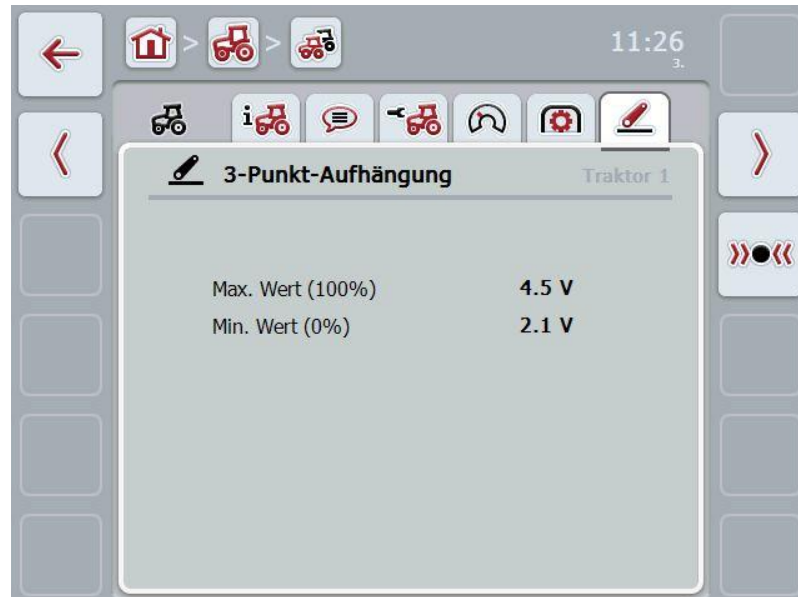 11:26
3.
i
3-Punkt-Aufhängung Traktor 1
Max. Wert (100%) 4.5 V
Min. Wert (0%) 2.1 V